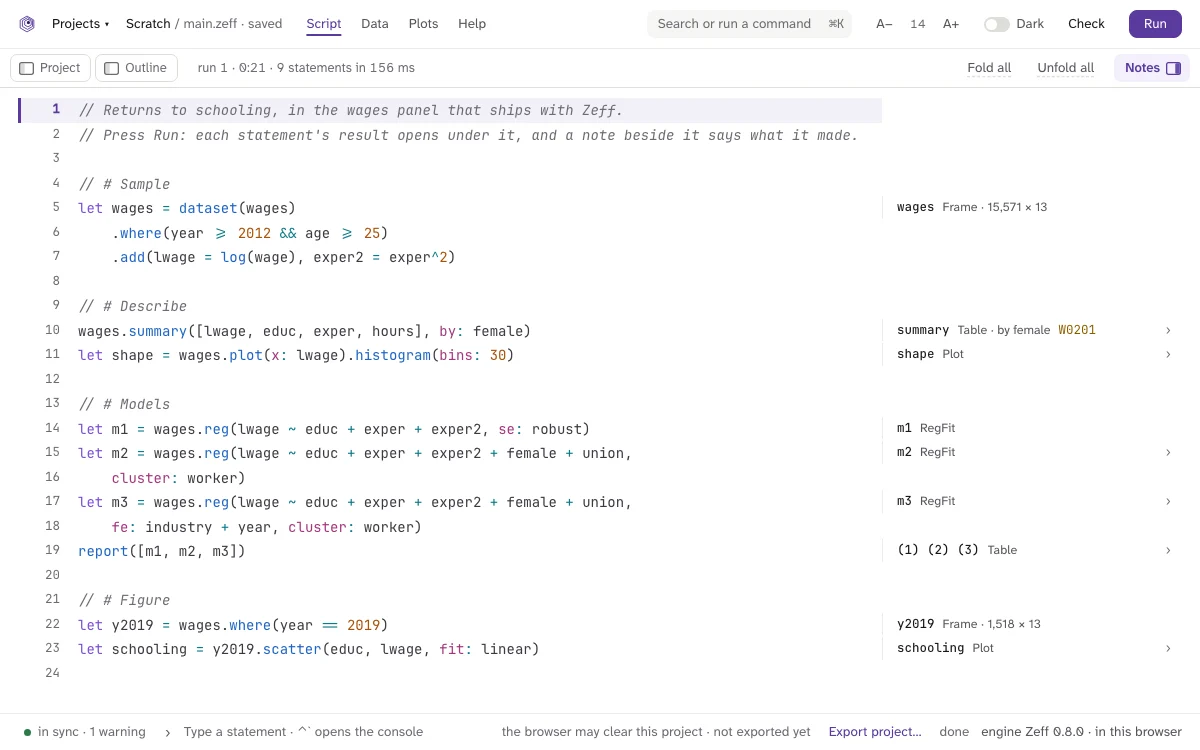 Projects ▾ Scratch / main.zeff · saved Script Data Plots Help Search or run a command ⌘K A− 14 A+ Dark Check Run
Project Outline run 1 · 0:21 · 9 statements in 156 ms Fold all Unfold all Notes
1 // Returns to schooling, in the wages panel that ships with Zeff.
2 // Press Run: each statement's result opens under it, and a note beside it says what it made.
3
4 // # Sample
5 let wages = dataset(wages) wages Frame · 15,571 × 13
6 .where(year ⩾ 2012 && age ⩾ 25)
7 .add(lwage = log(wage), exper2 = exper^2)
8
9 // # Describe
10 wages.summary([lwage, educ, exper, hours], by: female) summary Table · by female W0201 ›
11 let shape = wages.plot(x: lwage).histogram(bins: 30) shape Plot ›
12
13 // # Models
14 let m1 = wages.reg(lwage ~ educ + exper + exper2, se: robust) m1 RegFit
15 let m2 = wages.reg(lwage ~ educ + exper + exper2 + female + union, m2 RegFit ›
16 cluster: worker)
17 let m3 = wages.reg(lwage ~ educ + exper + exper2 + female + union, m3 RegFit ›
18 fe: industry + year, cluster: worker)
19 report([m1, m2, m3]) (1) (2) (3) Table ›
20
21 // # Figure
22 let y2019 = wages.where(year == 2019) y2019 Frame · 1,518 × 13
23 let schooling = y2019.scatter(educ, lwage, fit: linear) schooling Plot ›
24
in sync · 1 warning › Type a statement · ^` opens the console the browser may clear this project · not exported yet Export project… done engine Zeff 0.8.0 · in this browser